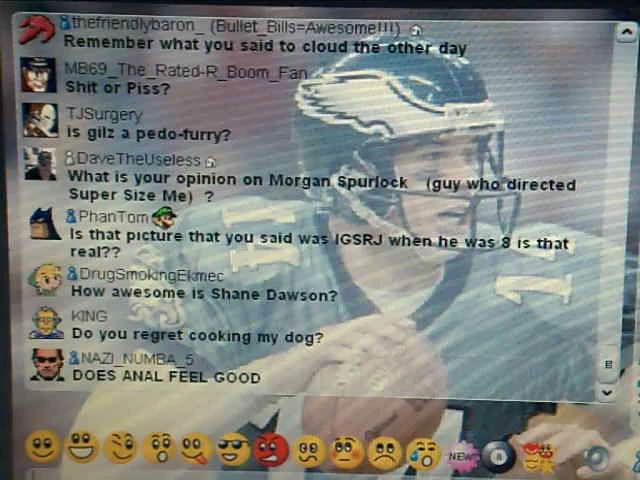 thefriendlybaron_ (Bullet_Bills=Awesome!!!)
Remember what you said to cloud the other day
MB69_The_Rated-R_Boom_Fan
Shit or Piss?
TJSurgery
is gilz a pedo-furry?
DaveTheUseless
What is your opinion on Morgan Spurlock (guy who directed
Super Size Me) ?
PhanTom
Is that picture that you said was IGSRJ when he was 8 is that
real??
DrugSmokingEkmec
How awesome is Shane Dawson?
KING
Do you regret cooking my dog?
NAZI_NUMBA_5
DOES ANAL FEEL GOOD
NEW
8
11